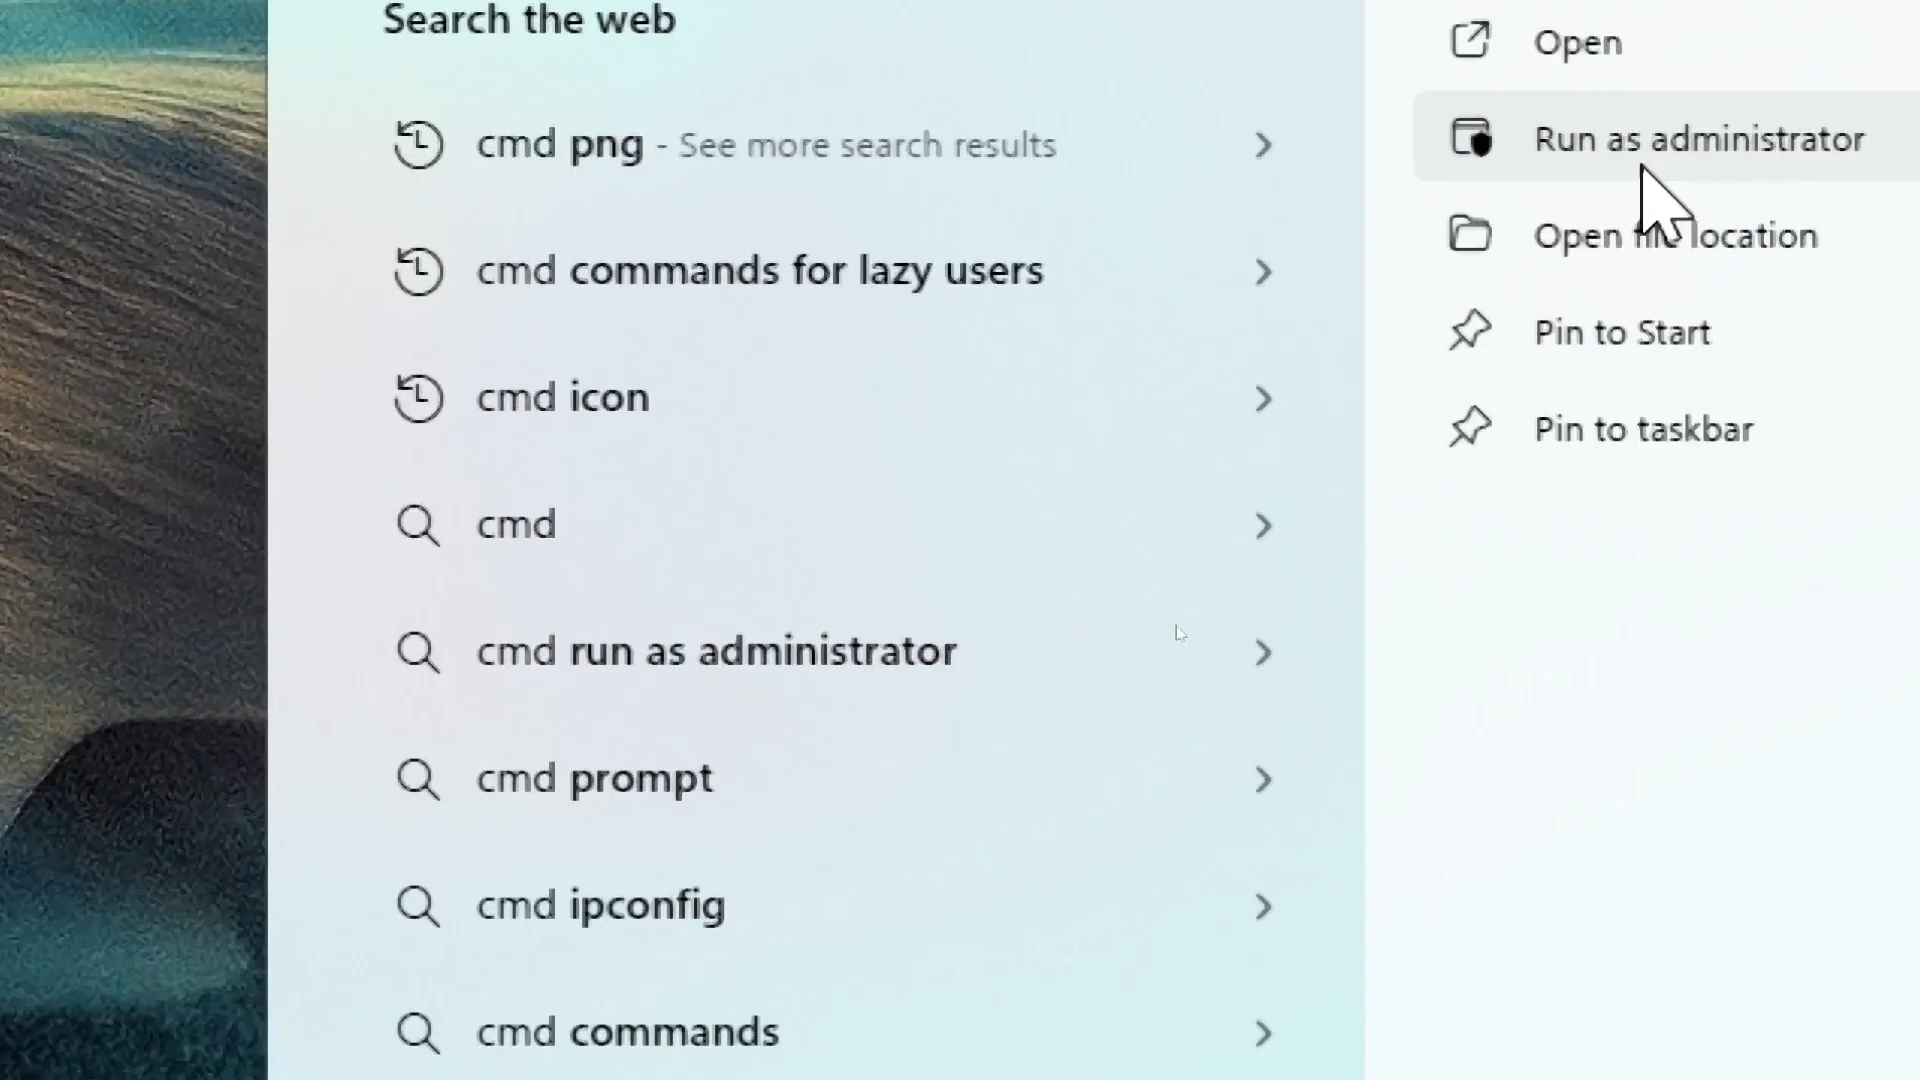 Search the web
cmd png - See more search results
cmd commands for lazy users
cmd icon
cmd
cmd run as administrator
cmd prompt
cmd ipconfig
cmd commands
Open
Run as administrator
Open file location
Pin to Start
Pin to taskbar